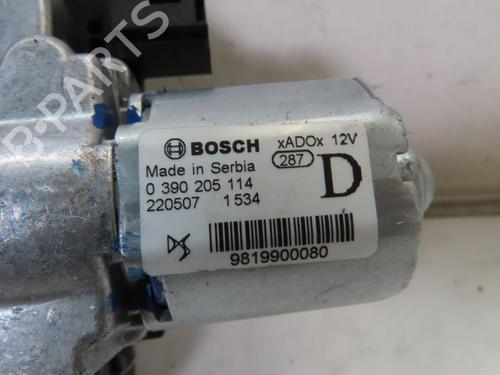 BOSCH xADOx 12V
Made in Serbia 287
0 390 205 114 D
220507 1534
9819900080
B-PARTS